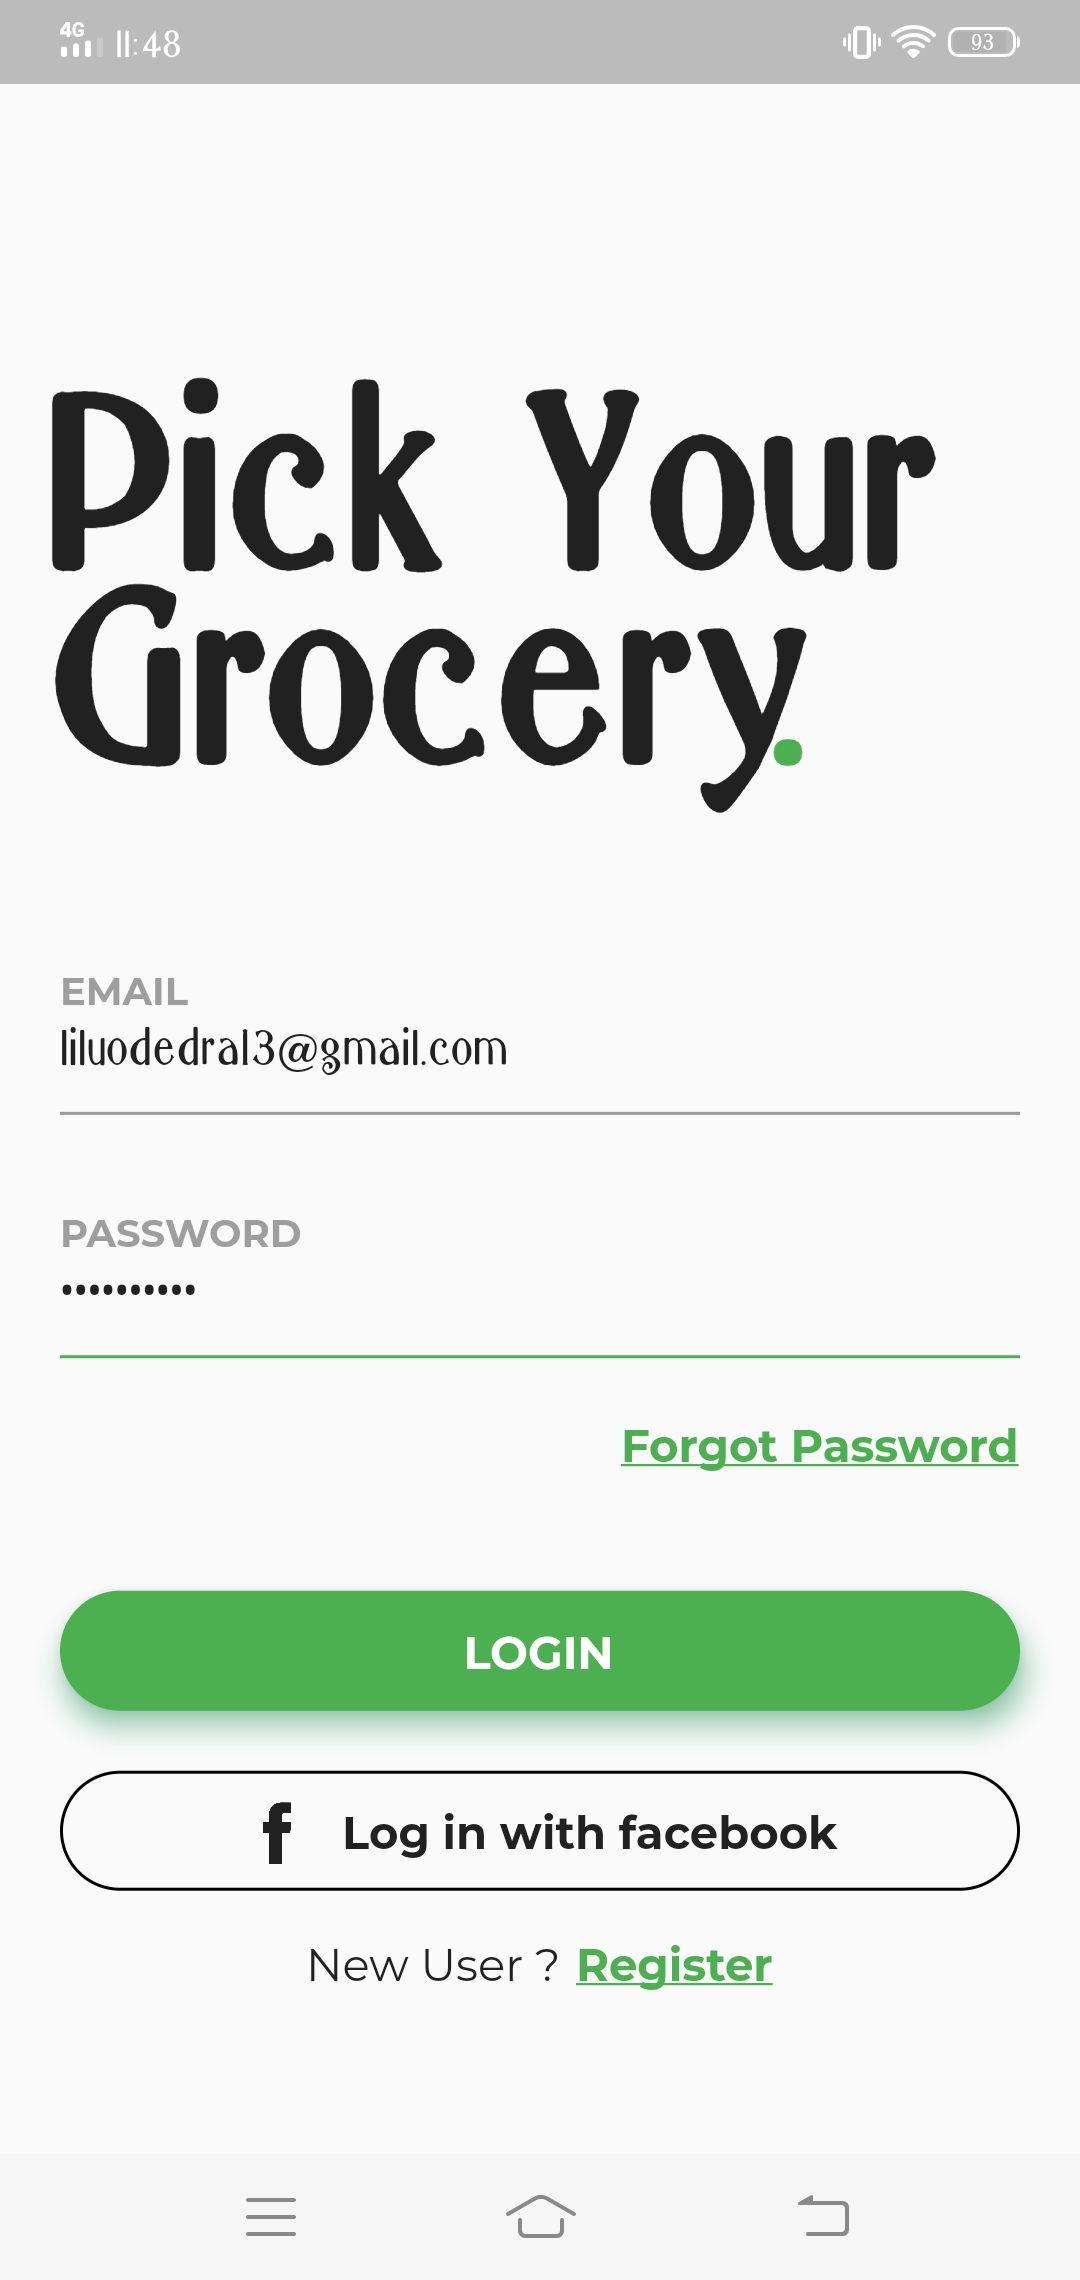 4G 11:48 93
Pick Your
Grocery.
EMAIL
liluodedra13@gmail.com
PASSWORD
••••••••••
Forgot Password
LOGIN
f Log in with facebook
New User ? Register